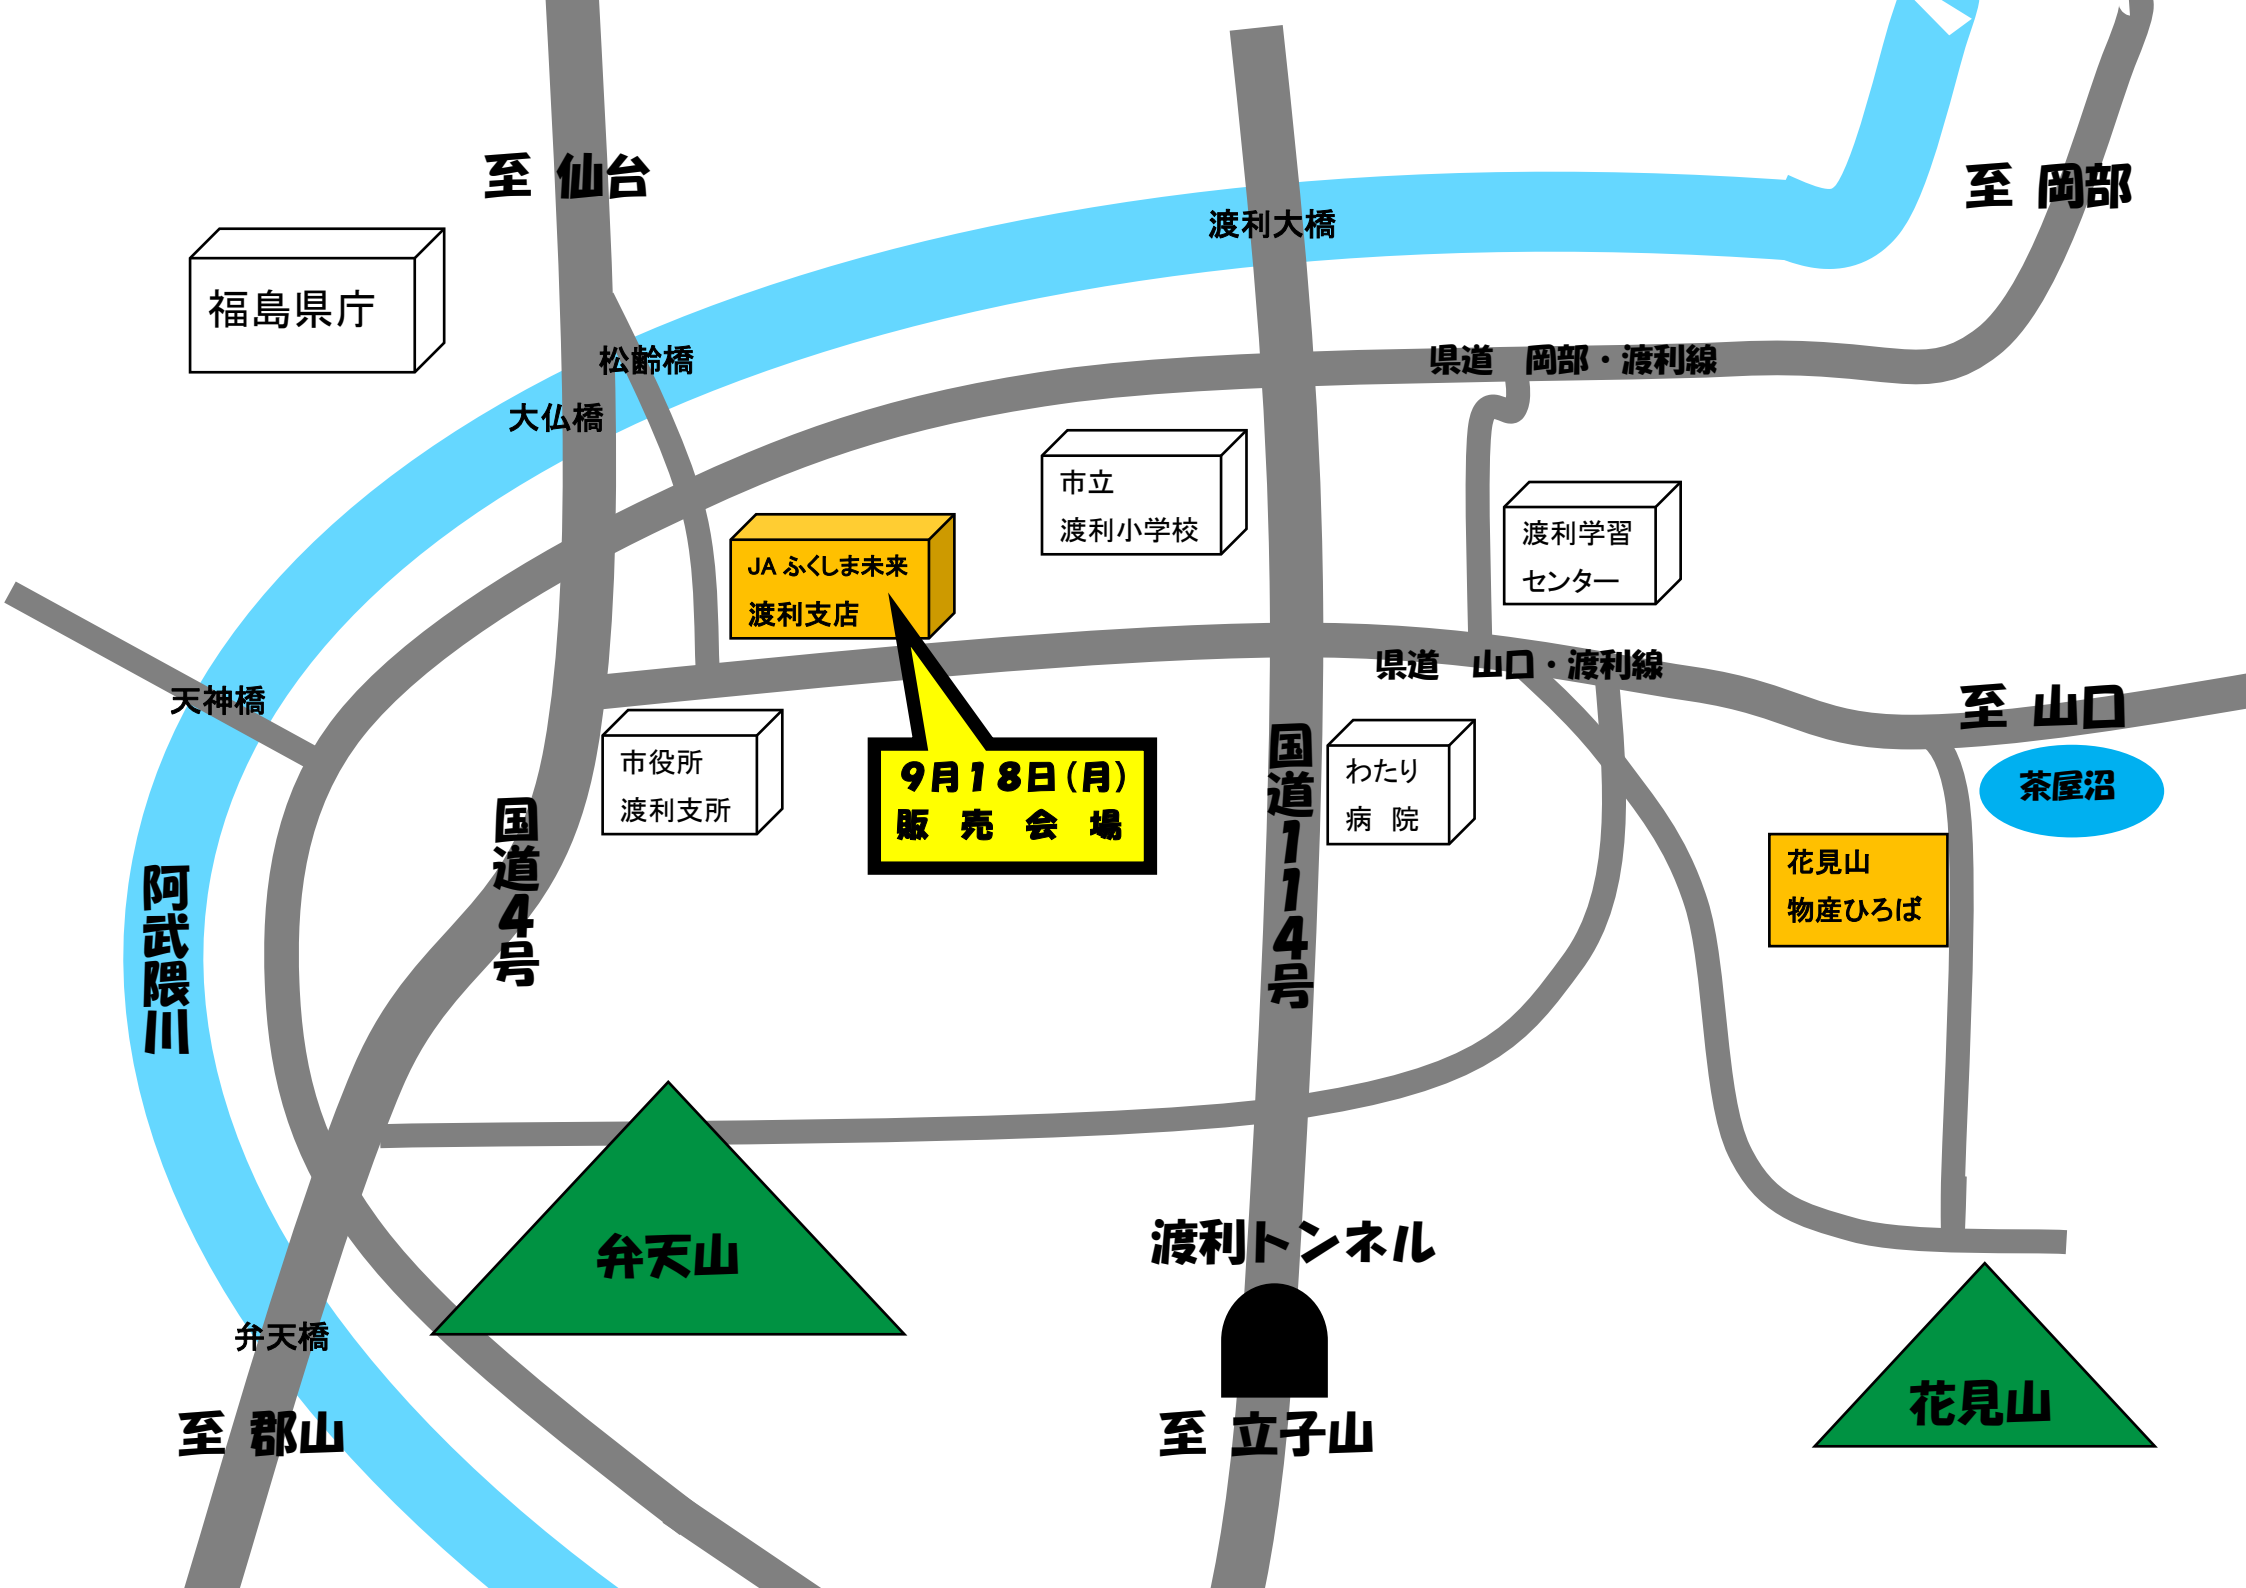 至 仙台
至 岡部
渡利大橋
福島県庁
松齢橋
県道　岡部・渡利線
大仏橋
市立
渡利小学校
渡利学習
センター
JA ふくしま未来
渡利支店
県道　山口・渡利線
天神橋
至 山口
市役所
渡利支所
9月18日(月)
販　売　会　場
国道114号
わたり
病　院
茶屋沼
国道4号
花見山
物産ひろば
阿武隈川
弁天山
渡利トンネル
弁天橋
至 郡山
至 立子山
花見山